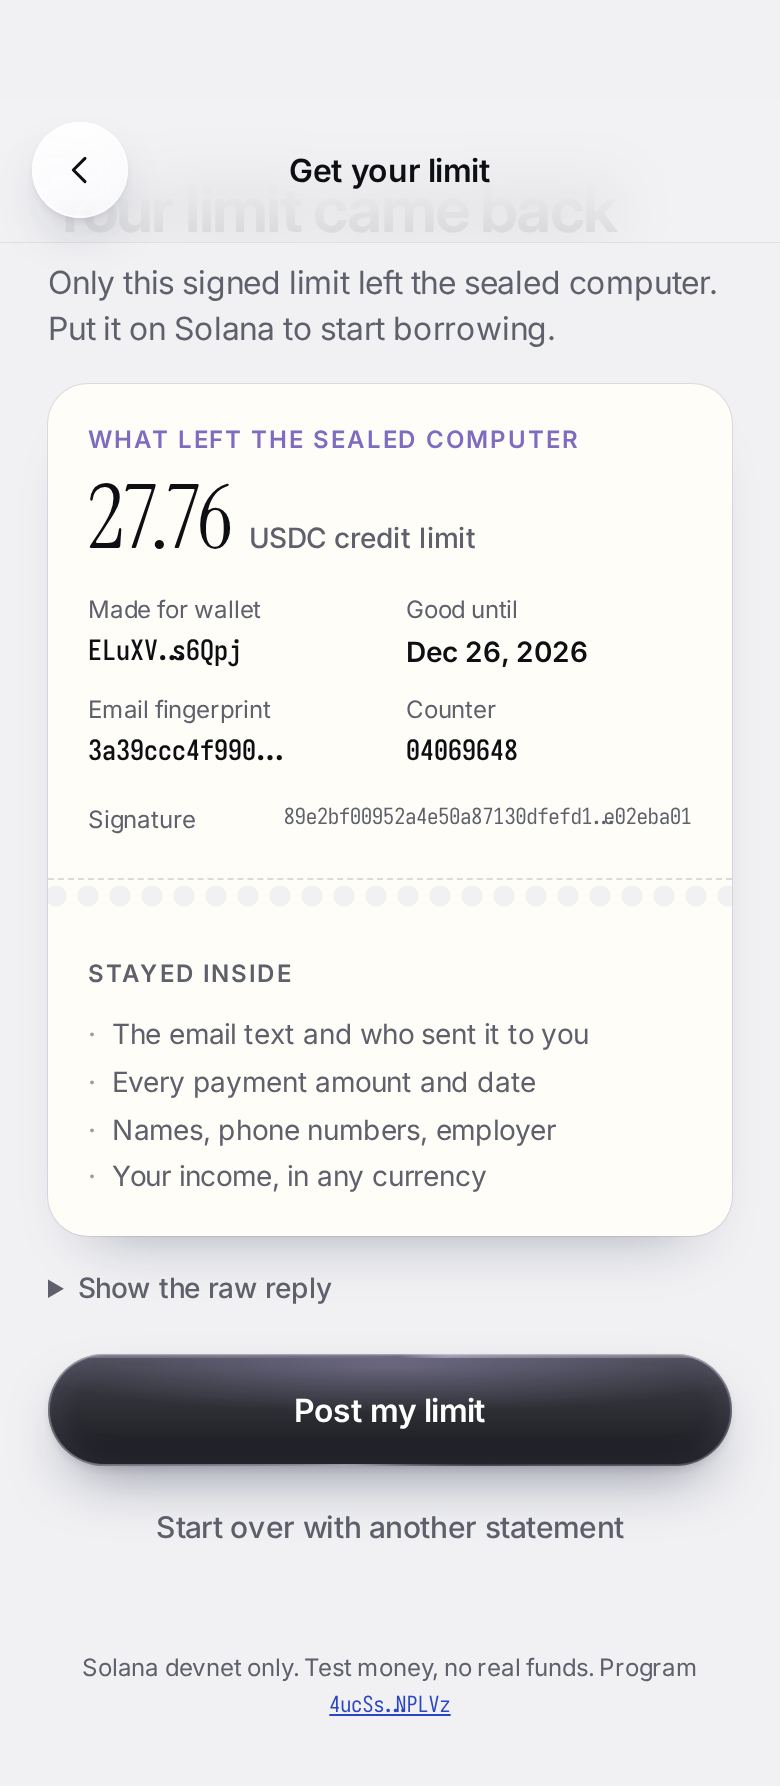 Get your limit
Your limit came back
Only this signed limit left the sealed computer.
Put it on Solana to start borrowing.
WHAT LEFT THE SEALED COMPUTER
27.76 USDC credit limit
Made for wallet
Good until
ELuXV…s6Qpj
Dec 26, 2026
Email fingerprint
Counter
3a39ccc4f990…
04069648
Signature 89e2bf00952a4e50a87130dfefd1…e02eba01
STAYED INSIDE
· The email text and who sent it to you
· Every payment amount and date
· Names, phone numbers, employer
· Your income, in any currency
▶ Show the raw reply
Post my limit
Start over with another statement
Solana devnet only. Test money, no real funds. Program
4ucSs…NPLVz